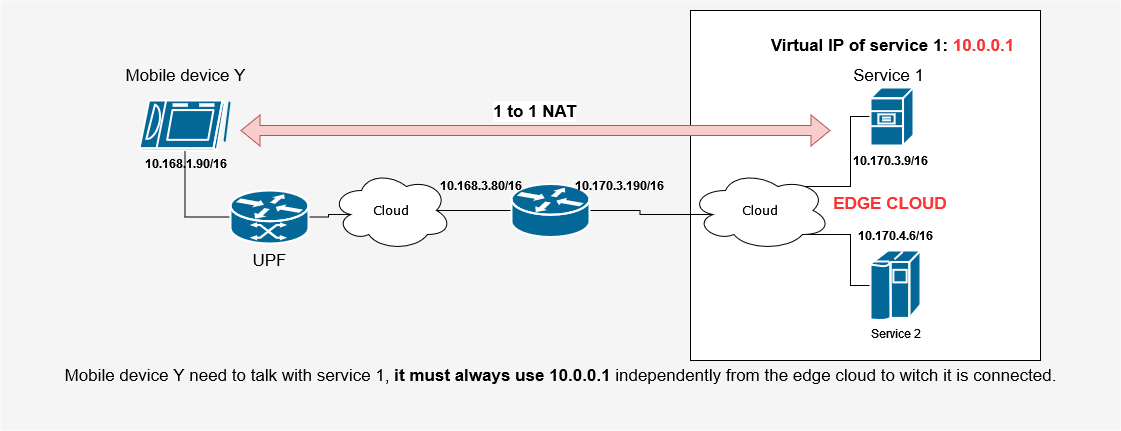 Virtual IP of service 1: 10.0.0.1
Mobile device Y
Service 1
1 to 1 NAT
10.168.1.90/16
10.170.3.9/16
10.168.3.80/16
10.170.3.190/16
Cloud
Cloud
EDGE CLOUD
10.170.4.6/16
UPF
Service 2
Mobile device Y need to talk with service 1, it must always use 10.0.0.1 independently from the edge cloud to witch it is connected.